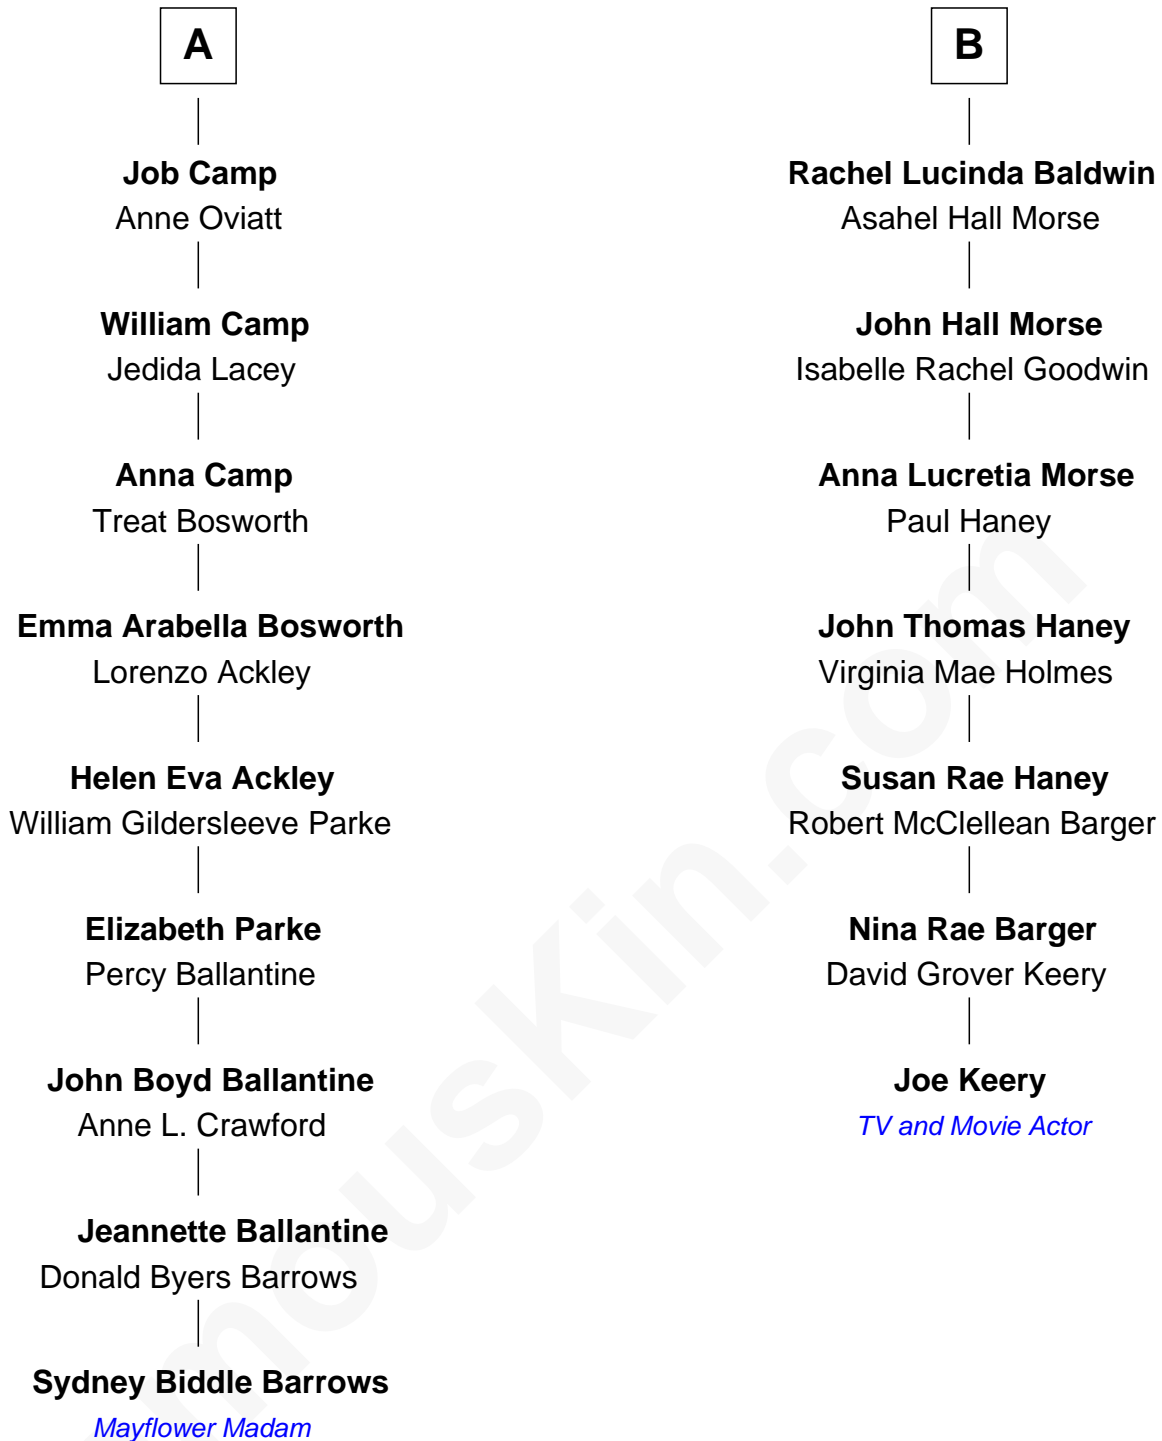 A
Job Camp
Anne Oviatt
William Camp
Jedida Lacey
Anna Camp
Treat Bosworth
Emma Arabella Bosworth
Lorenzo Ackley
Helen Eva Ackley
William Gildersleeve Parke
Elizabeth Parke
Percy Ballantine
John Boyd Ballantine
Anne L. Crawford
Jeannette Ballantine
Donald Byers Barrows
Sydney Biddle Barrows
Mayflower Madam
B
Rachel Lucinda Baldwin
Asahel Hall Morse
John Hall Morse
Isabelle Rachel Goodwin
Anna Lucretia Morse
Paul Haney
John Thomas Haney
Virginia Mae Holmes
Susan Rae Haney
Robert McClellean Barger
Nina Rae Barger
David Grover Keery
Joe Keery
TV and Movie Actor
mouskin.com